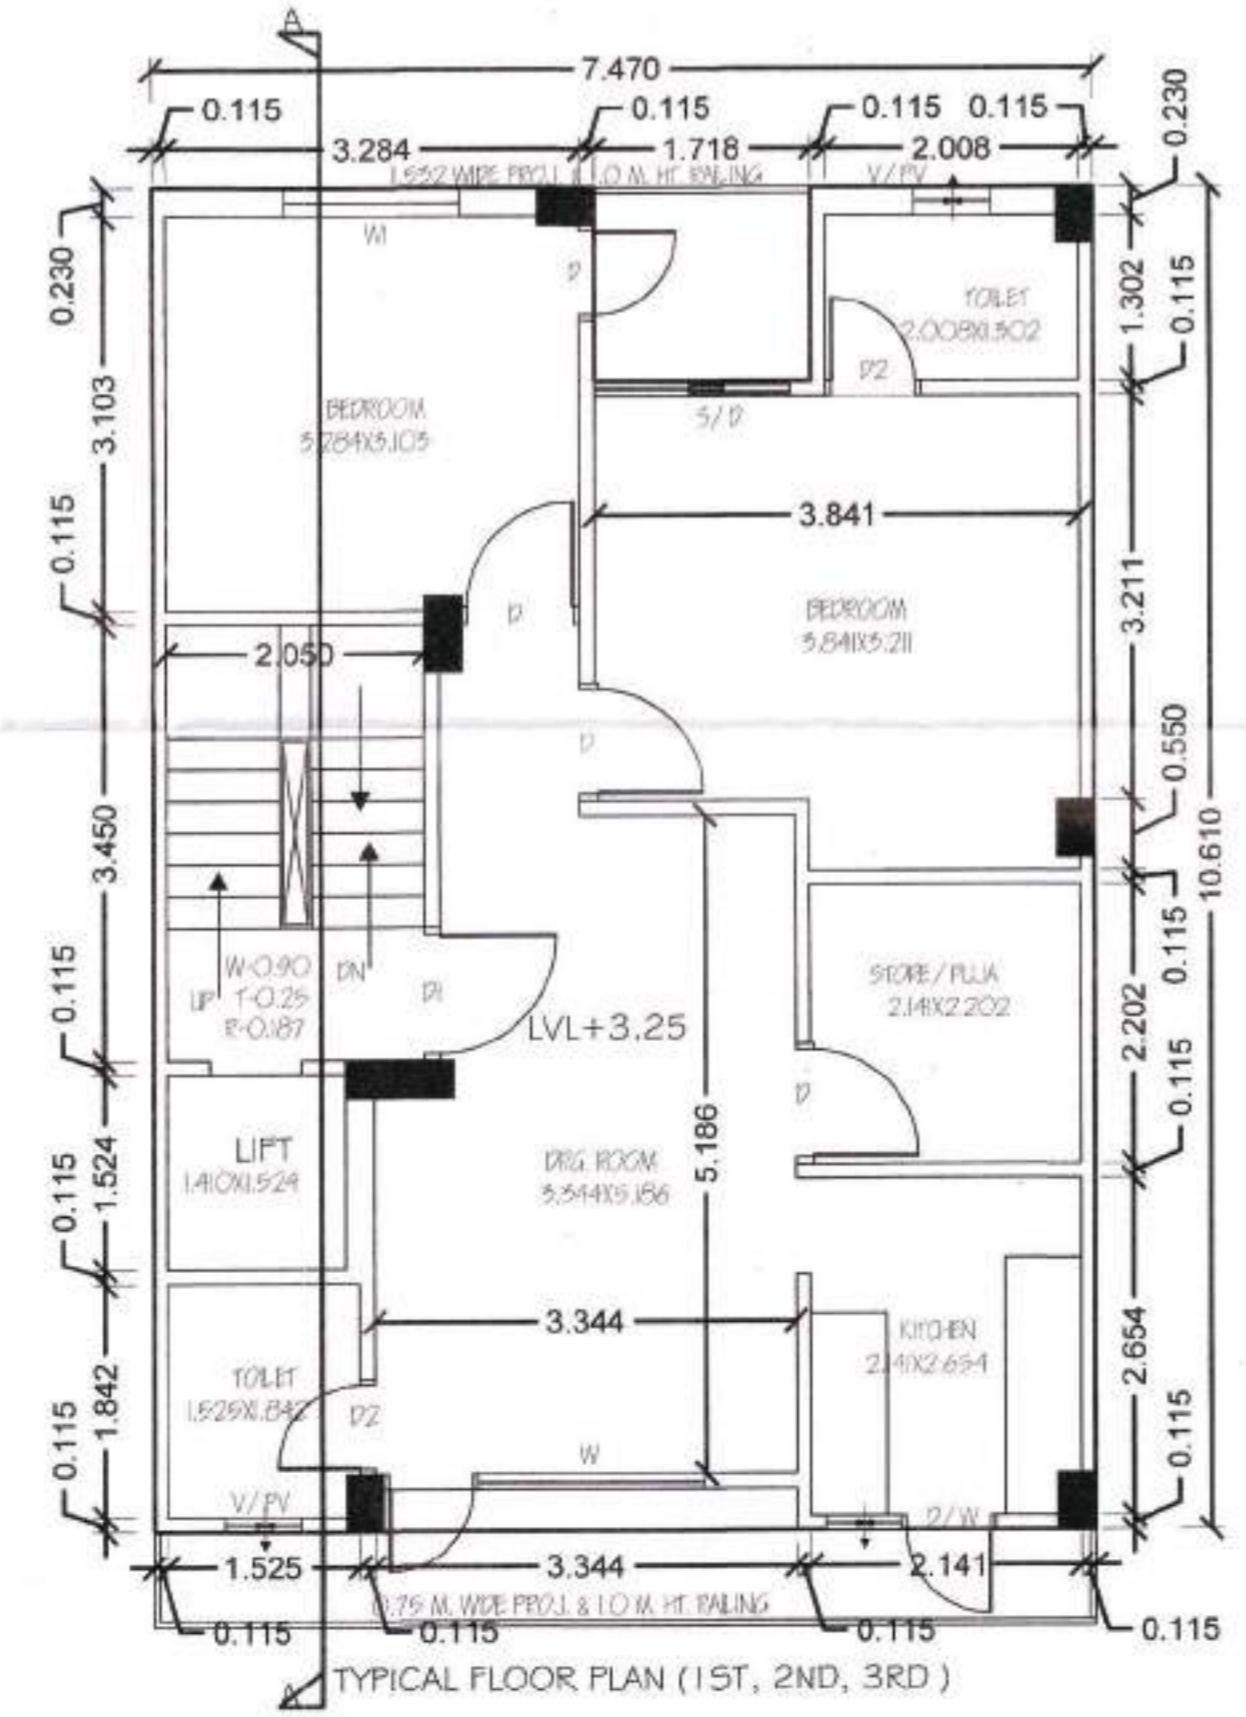 A
7.470
0.115
0.115
0.115
0.115
0.230
3.284
1.718
2.008
1.532 WIDE PROJ. & 1.0 M. HT. RAILING
V/PV
0.230
W1
D
TOILET
2.008X1.302
1.302
0.115
D2
3.103
BEDROOM
3.284X3.103
S/D
3.841
0.115
D
BEDROOM
3.841X3.211
3.211
2.050
D
0.550
3.450
10.610
0.115
W-0.90
UP T-0.25
R-0.187
DN
D1
LVL+3.25
STORE/PUJA
2.141X2.202
0.115
2.202
D
0.115
LIFT
1.410X1.524
1.524
0.115
DRG. ROOM
3.344X5.186
5.186
3.344
KITCHEN
2.141X2.654
2.654
TOILET
1.525X1.842
1.842
0.115
D2
W
0.115
V/PV
D/W
1.525
3.344
2.141
0.75 M. WIDE PROJ. & 1.0 M. HT. RAILING
0.115
0.115
0.115
0.115
A
TYPICAL FLOOR PLAN (1ST, 2ND, 3RD )